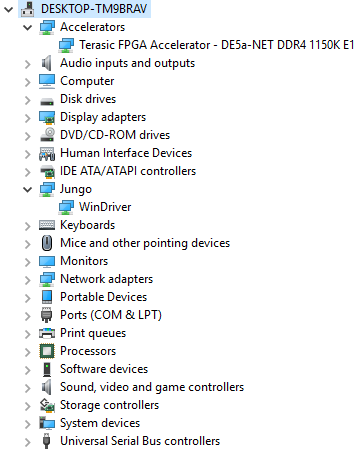 DESKTOP-TM9BRAV
Accelerators
Terasic FPGA Accelerator - DE5a-NET DDR4 1150K E1
Audio inputs and outputs
Computer
Disk drives
Display adapters
DVD/CD-ROM drives
Human Interface Devices
IDE ATA/ATAPI controllers
Jungo
WinDriver
Keyboards
Mice and other pointing devices
Monitors
Network adapters
Portable Devices
Ports (COM & LPT)
Print queues
Processors
Software devices
Sound, video and game controllers
Storage controllers
System devices
Universal Serial Bus controllers